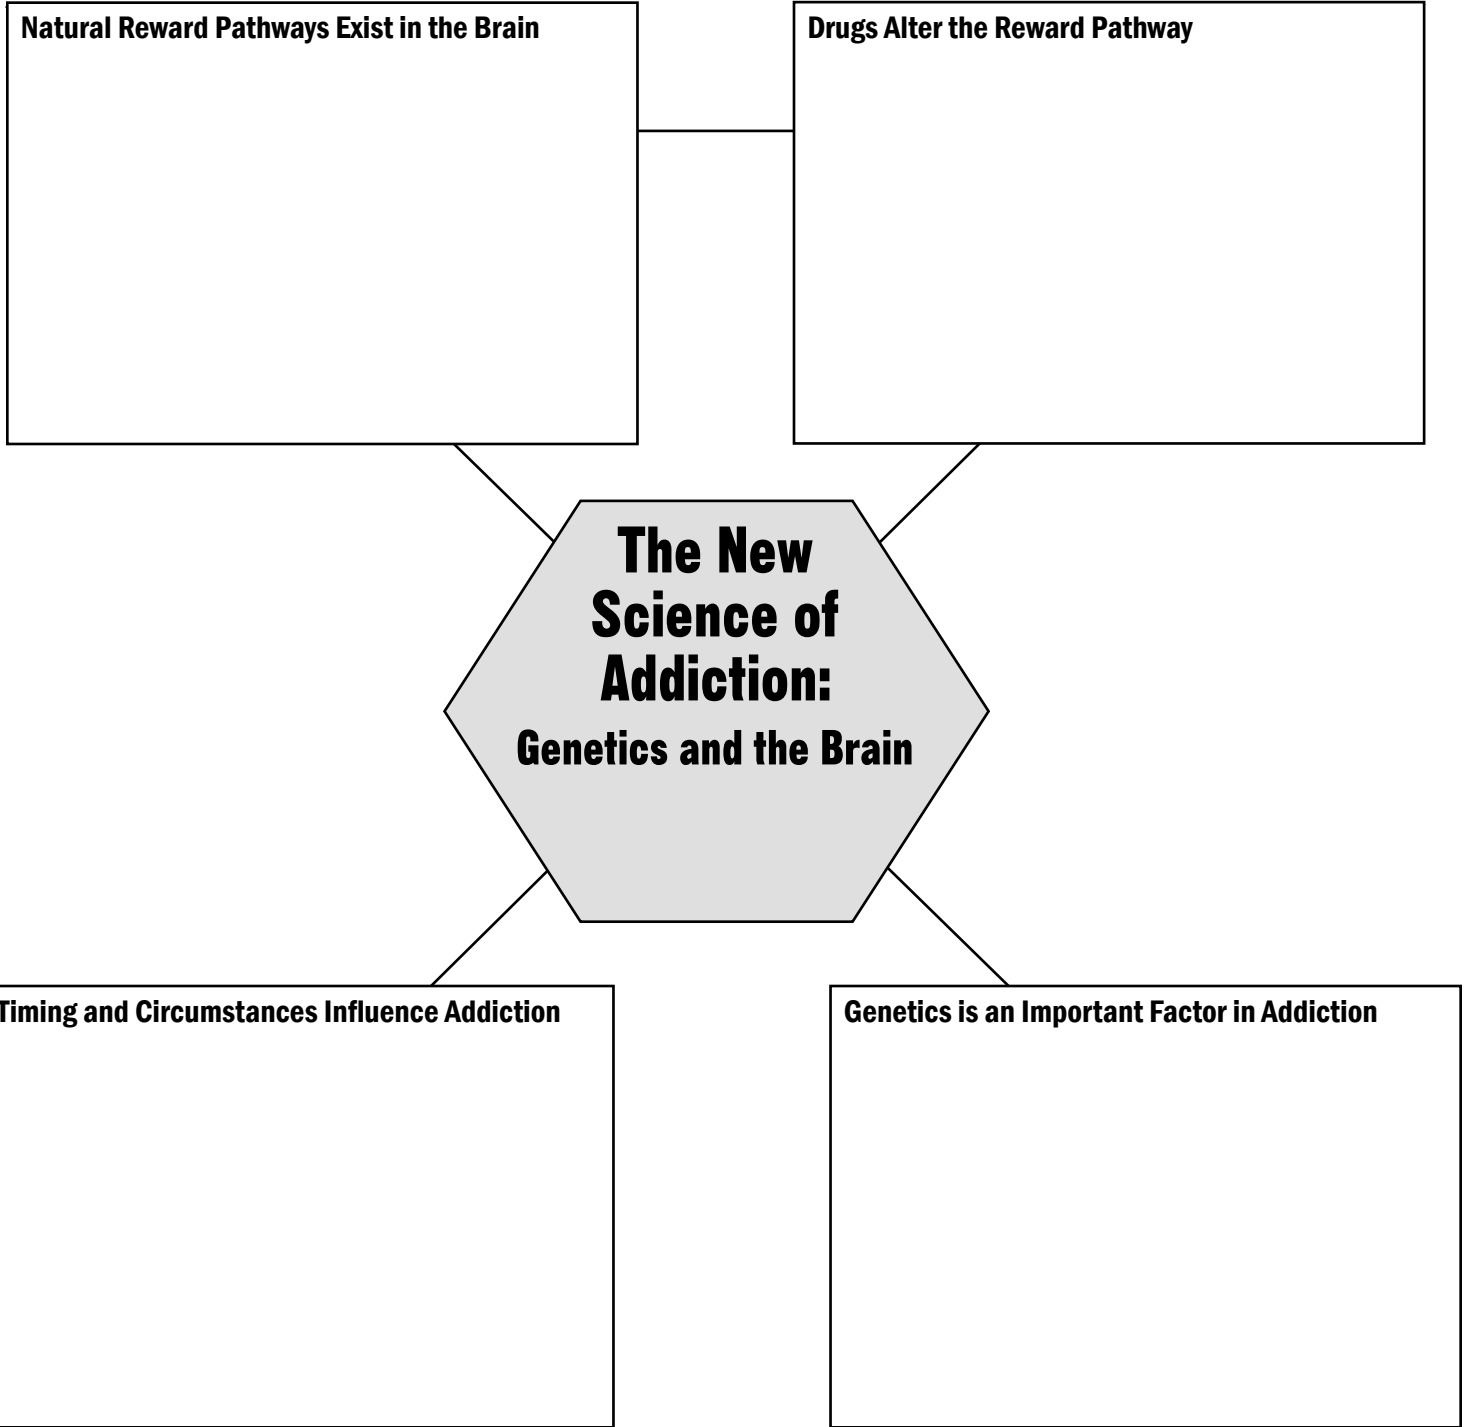 Natural Reward Pathways Exist in the Brain
Drugs Alter the Reward Pathway
The New
Science of
Addiction:
Genetics and the Brain
Timing and Circumstances Influence Addiction
Genetics is an Important Factor in Addiction